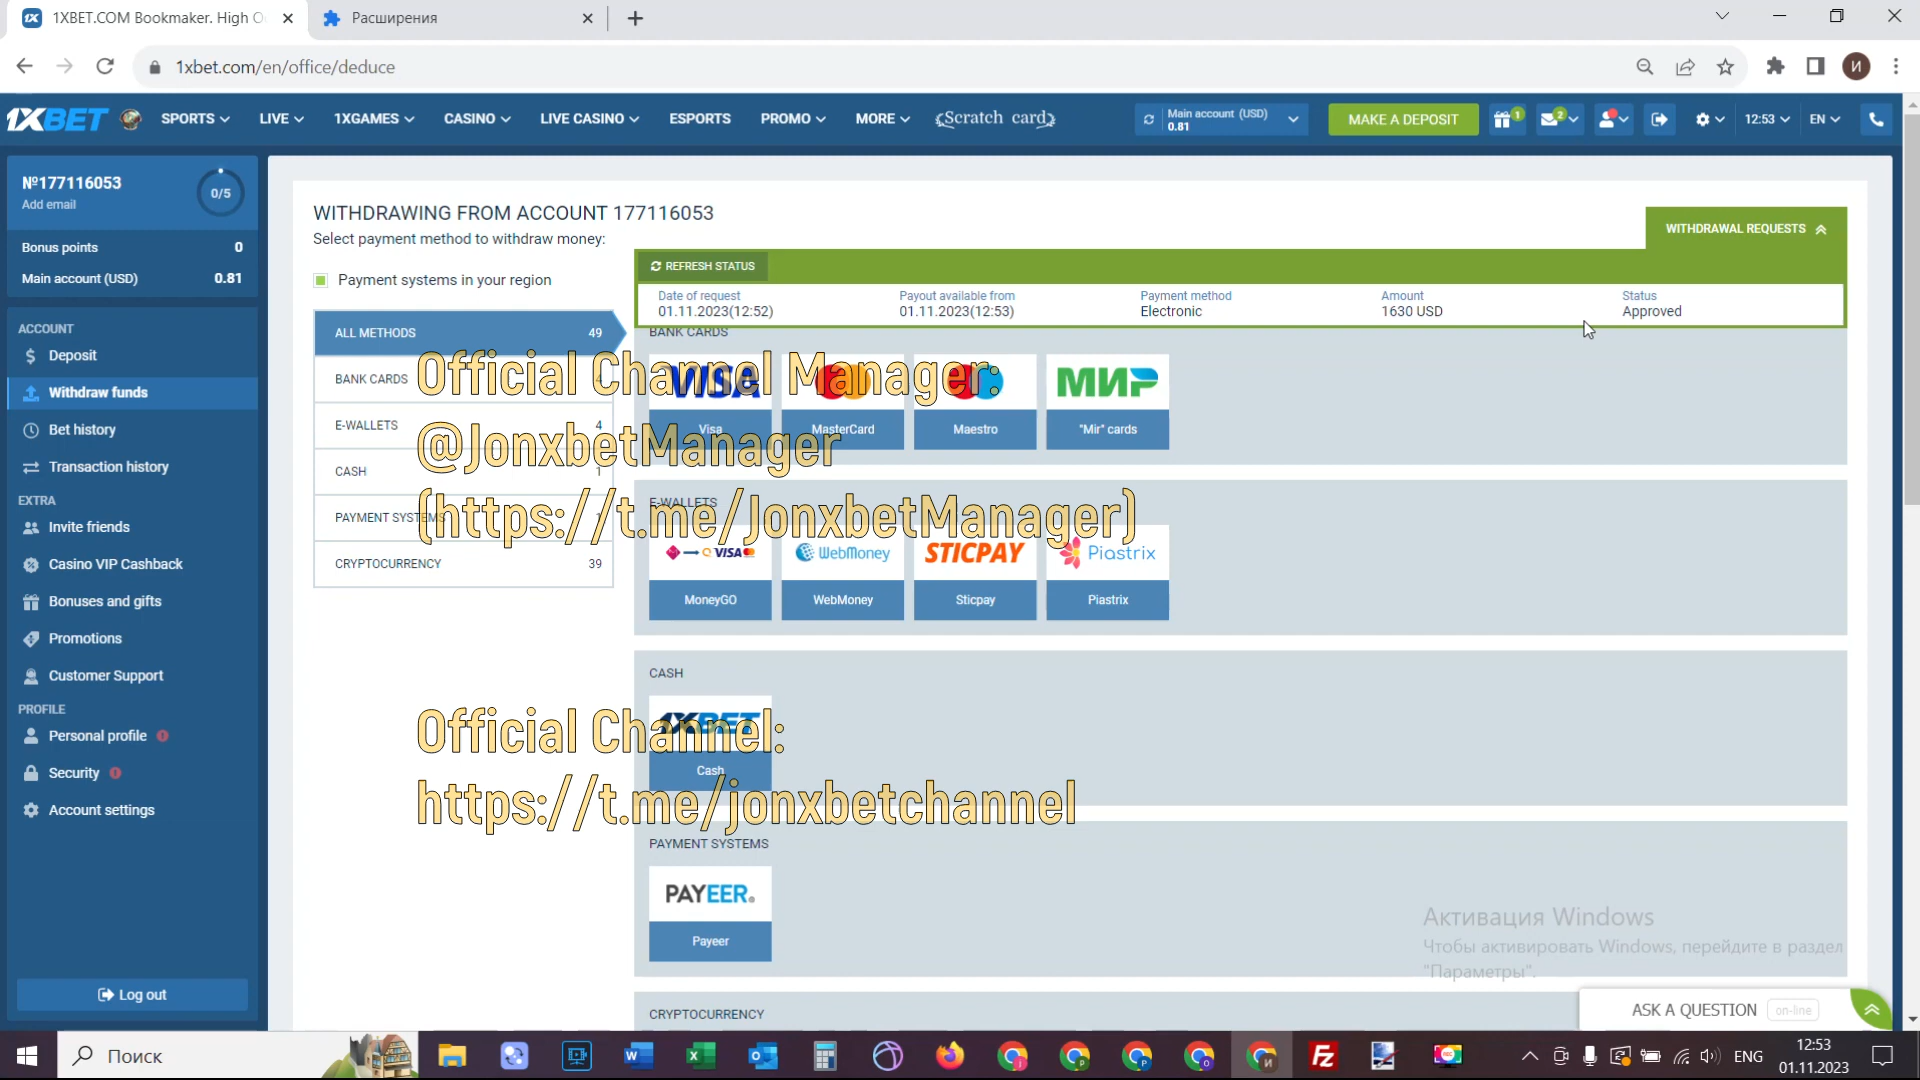 1XBET.COM Bookmaker. High O
Расширения
1xbet.com/en/office/deduce
И
1XBET
SPORTS
LIVE
1XGAMES
CASINO
LIVE CASINO
ESPORTS
PROMO
MORE
Scratch card
Main account (USD)
0.81
MAKE A DEPOSIT
1
2
12:53
EN
№177116053
Add email
0/5
Bonus points 0
Main account (USD) 0.81
ACCOUNT
Deposit
Withdraw funds
Bet history
Transaction history
EXTRA
Invite friends
Casino VIP Cashback
Bonuses and gifts
Promotions
Customer Support
PROFILE
Personal profile
Security
Account settings
Log out
WITHDRAWING FROM ACCOUNT 177116053
Select payment method to withdraw money:
WITHDRAWAL REQUESTS
REFRESH STATUS
Payment systems in your region
Date of request Payout available from Payment method Amount Status
01.11.2023(12:52) 01.11.2023(12:53) Electronic 1630 USD Approved
ALL METHODS 49
BANK CARDS 4
E-WALLETS 4
CASH 1
PAYMENT SYSTEMS 1
CRYPTOCURRENCY 39
BANK CARDS
VISA
МИР
Visa
MasterCard
Maestro
"Mir" cards
Official Channel Manager:
@JonxbetManager
(https://t.me/JonxbetManager)
E-WALLETS
VISA
WebMoney
STICPAY
Piastrix
MoneyGO
WebMoney
Sticpay
Piastrix
CASH
1XBET
Cash
Official Channel:
https://t.me/jonxbetchannel
PAYMENT SYSTEMS
PAYEER
Payeer
CRYPTOCURRENCY
Активация Windows
Чтобы активировать Windows, перейдите в раздел
"Параметры".
ASK A QUESTION
on-line
Поиск
ENG
12:53
01.11.2023